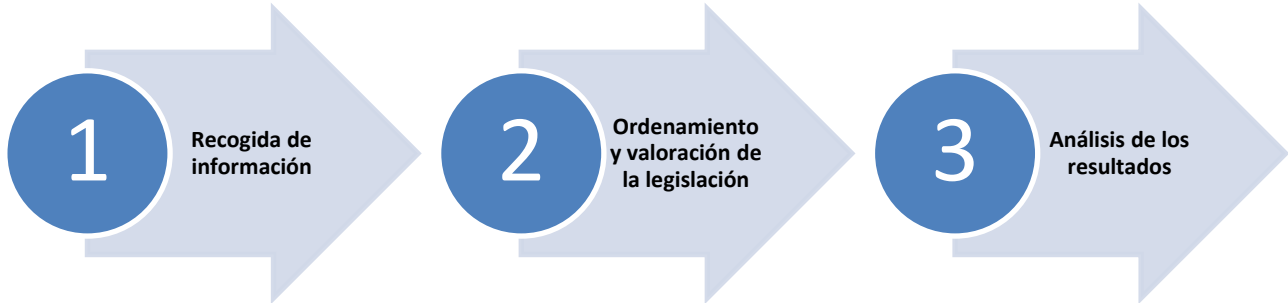 1
Recogida de
información
2
Ordenamiento
y valoración de
la legislación
3
Análisis de los
resultados